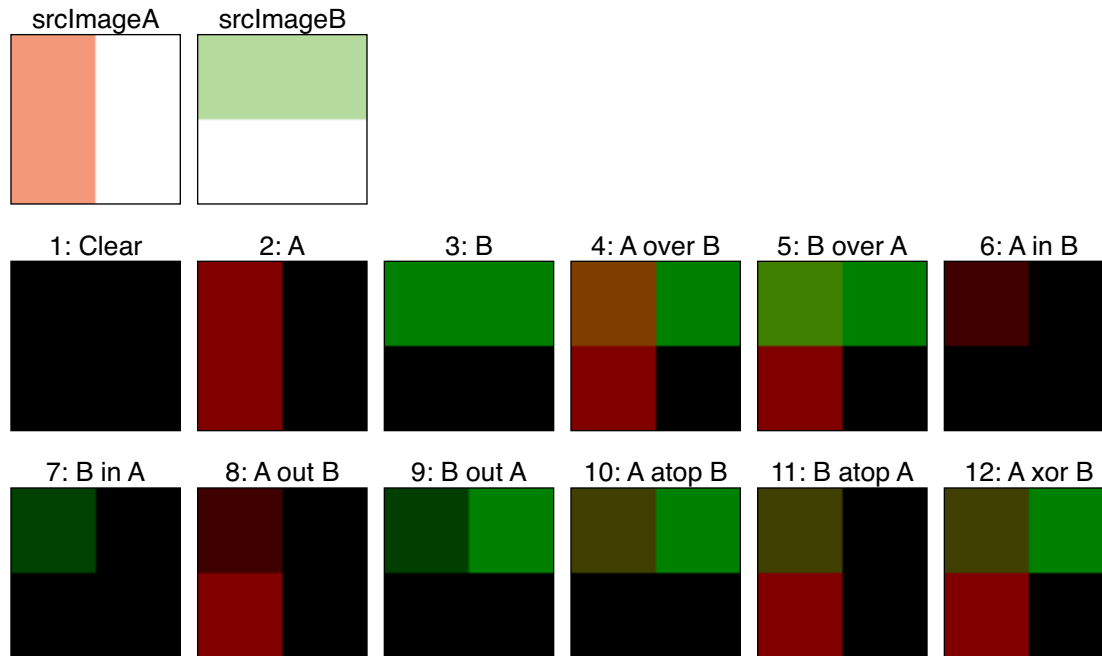 srcImageA srcImageB
1: Clear 2: A 3: B 4: A over B 5: B over A 6: A in B
7: B in A 8: A out B 9: B out A 10: A atop B 11: B atop A 12: A xor B